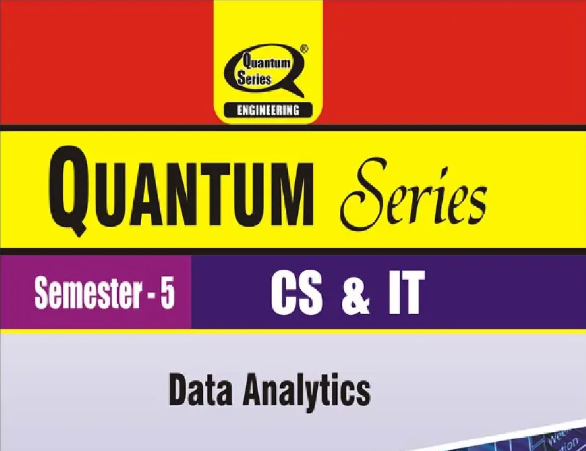 Quantum
Series
®
ENGINEERING
QUANTUM Series
Semester - 5 CS & IT
Data Analytics